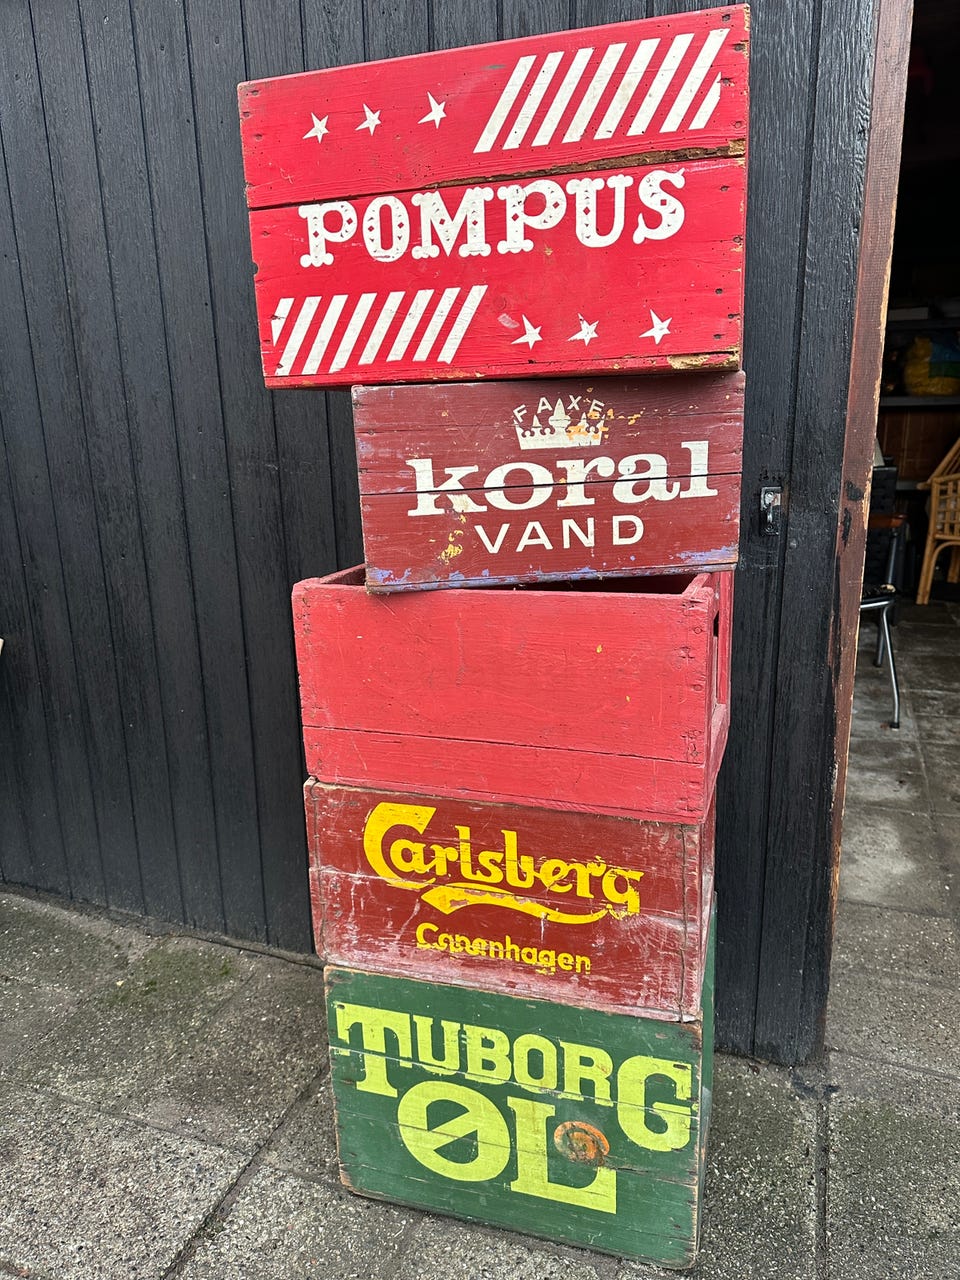 POMPUS
FAXE
koral
VAND
Carlsberg
Copenhagen
TUBORG
ØL